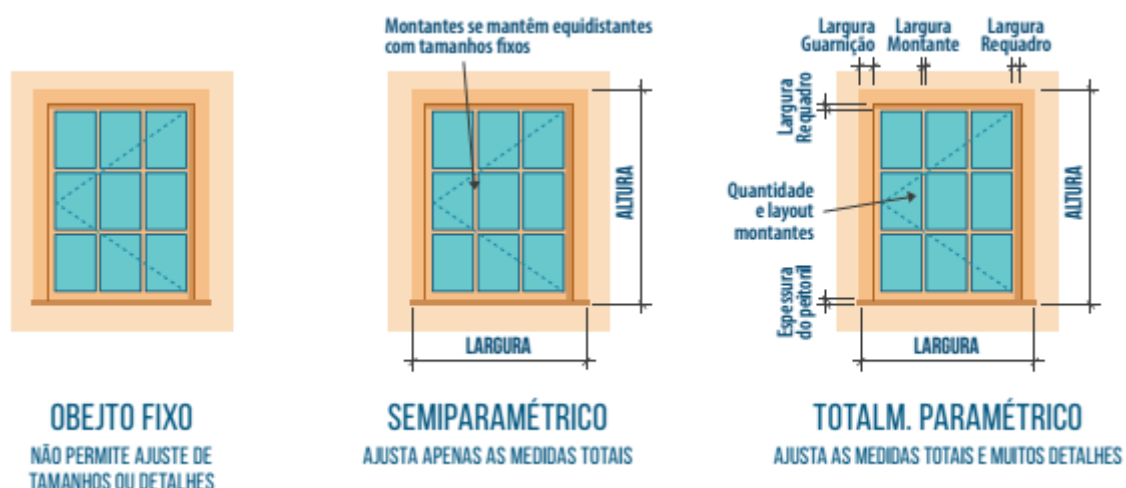 Montantes se mantêm equidistantes
com tamanhos fixos
ALTURA
LARGURA
Largura
Guarnição
Largura
Montante
Largura
Requadro
Largura
Requadro
Quantidade
e layout
montantes
Espessura
do peitoril
ALTURA
LARGURA
OBEJTO FIXO
NÃO PERMITE AJUSTE DE
TAMANHOS OU DETALHES
SEMIPARAMÉTRICO
AJUSTA APENAS AS MEDIDAS TOTAIS
TOTALM. PARAMÉTRICO
AJUSTA AS MEDIDAS TOTAIS E MUITOS DETALHES